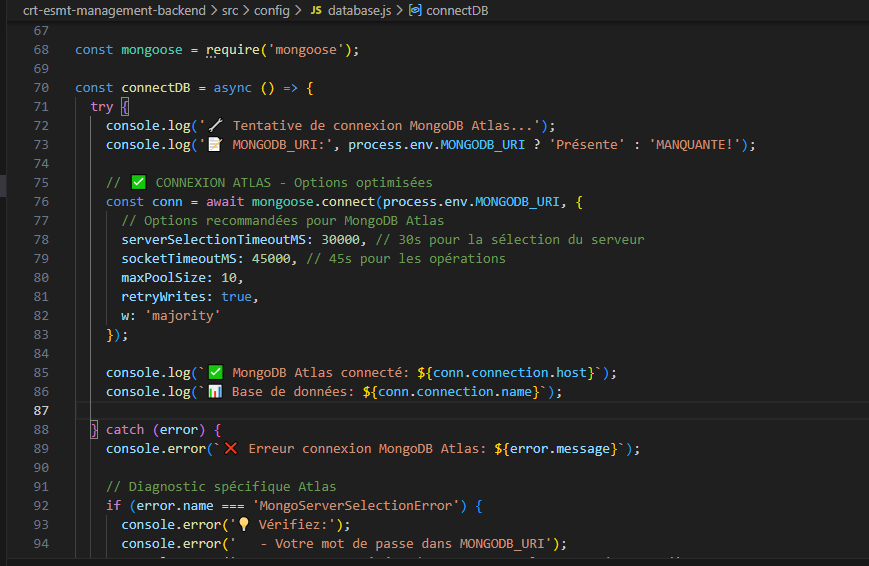 crt-esmt-management-backend > src > config > JS database.js > connectDB
67
68 const mongoose = require('mongoose');
69
70 const connectDB = async () => {
71 try {
72 console.log('🔧 Tentative de connexion MongoDB Atlas...');
73 console.log('📝 MONGODB_URI:', process.env.MONGODB_URI ? 'Présente' : 'MANQUANTE!');
74
75 // ✅ CONNEXION ATLAS - Options optimisées
76 const conn = await mongoose.connect(process.env.MONGODB_URI, {
77 // Options recommandées pour MongoDB Atlas
78 serverSelectionTimeoutMS: 30000, // 30s pour la sélection du serveur
79 socketTimeoutMS: 45000, // 45s pour les opérations
80 maxPoolSize: 10,
81 retryWrites: true,
82 w: 'majority'
83 });
84
85 console.log(`✅ MongoDB Atlas connecté: ${conn.connection.host}`);
86 console.log(`📊 Base de données: ${conn.connection.name}`);
87
88 } catch (error) {
89 console.error(`❌ Erreur connexion MongoDB Atlas: ${error.message}`);
90
91 // Diagnostic spécifique Atlas
92 if (error.name === 'MongoServerSelectionError') {
93 console.error('💡 Vérifiez:');
94 console.error('   - Votre mot de passe dans MONGODB_URI');